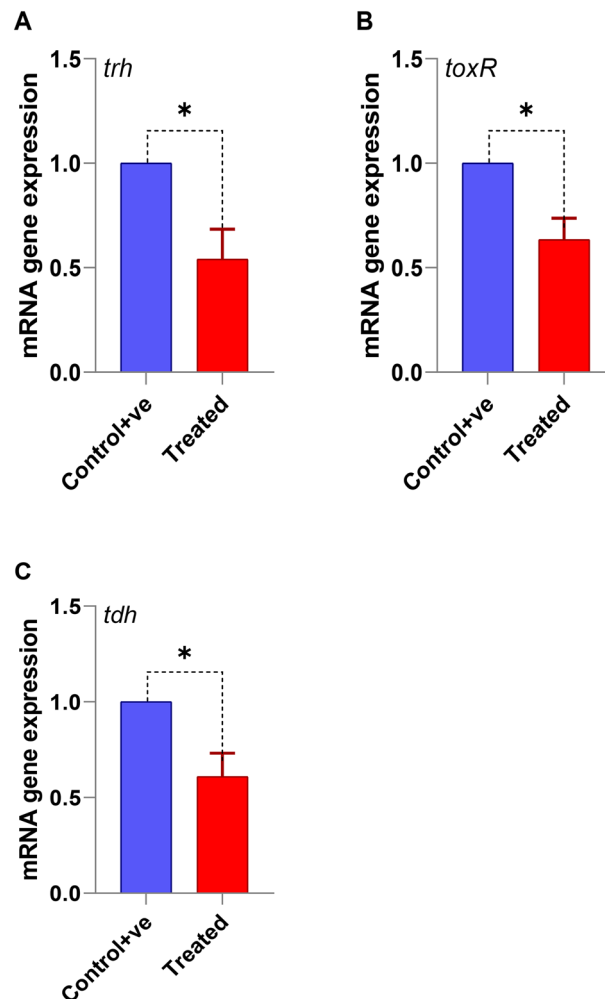 A
trh
*
mRNA gene expression
1.5
1.0
0.5
0.0
Control+ve
Treated
B
toxR
*
mRNA gene expression
1.5
1.0
0.5
0.0
Control+ve
Treated
C
tdh
*
mRNA gene expression
1.5
1.0
0.5
0.0
Control+ve
Treated